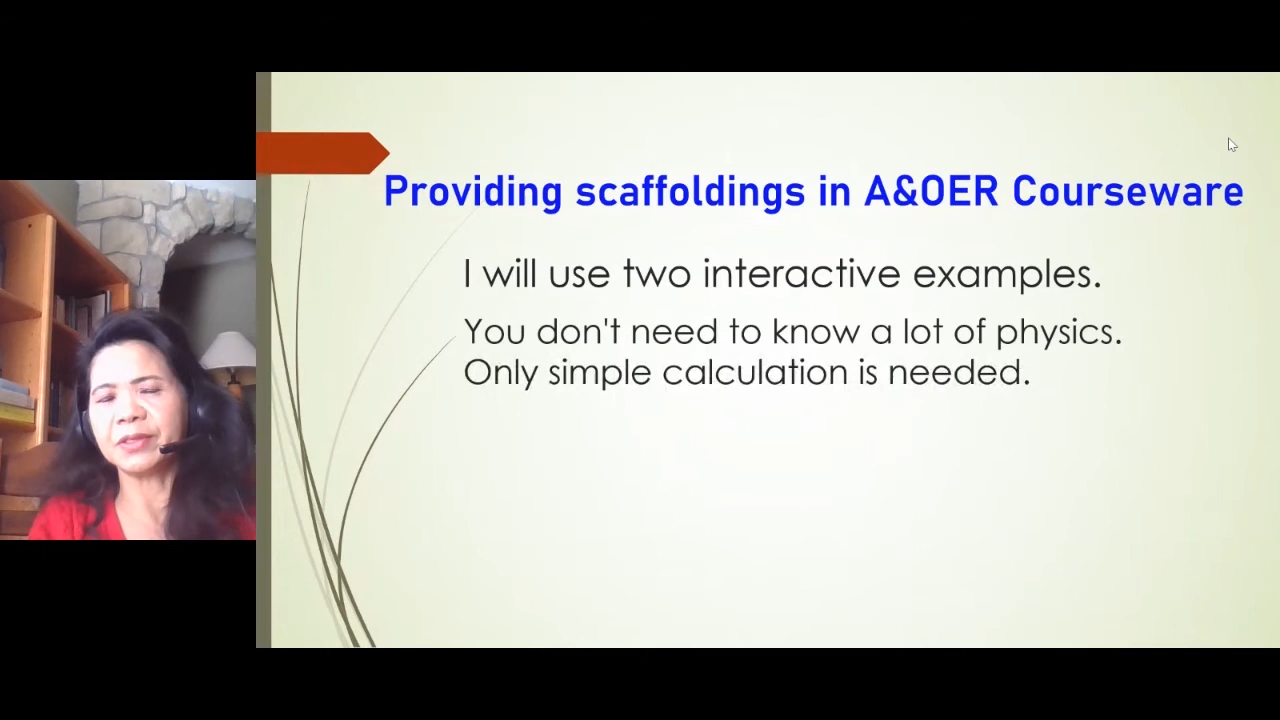 Providing scaffoldings in A&OER Courseware
I will use two interactive examples.
You don't need to know a lot of physics.
Only simple calculation is needed.